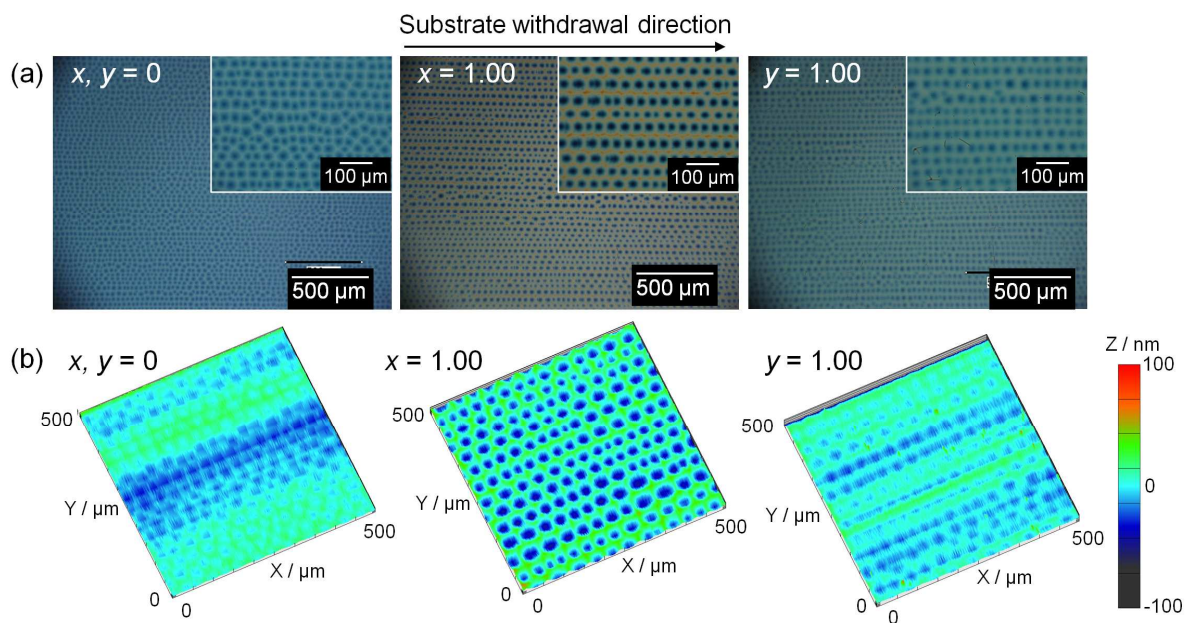 Substrate withdrawal direction
(a)
x, y = 0
x = 1.00
y = 1.00
100 µm
100 µm
100 µm
500 µm
500 µm
500 µm
(b)
x, y = 0
x = 1.00
y = 1.00
Z / nm
100
0
-100
500
Y / µm
0
0
X / µm
500
500
Y / µm
0
0
X / µm
500
500
Y / µm
0
0
X / µm
500